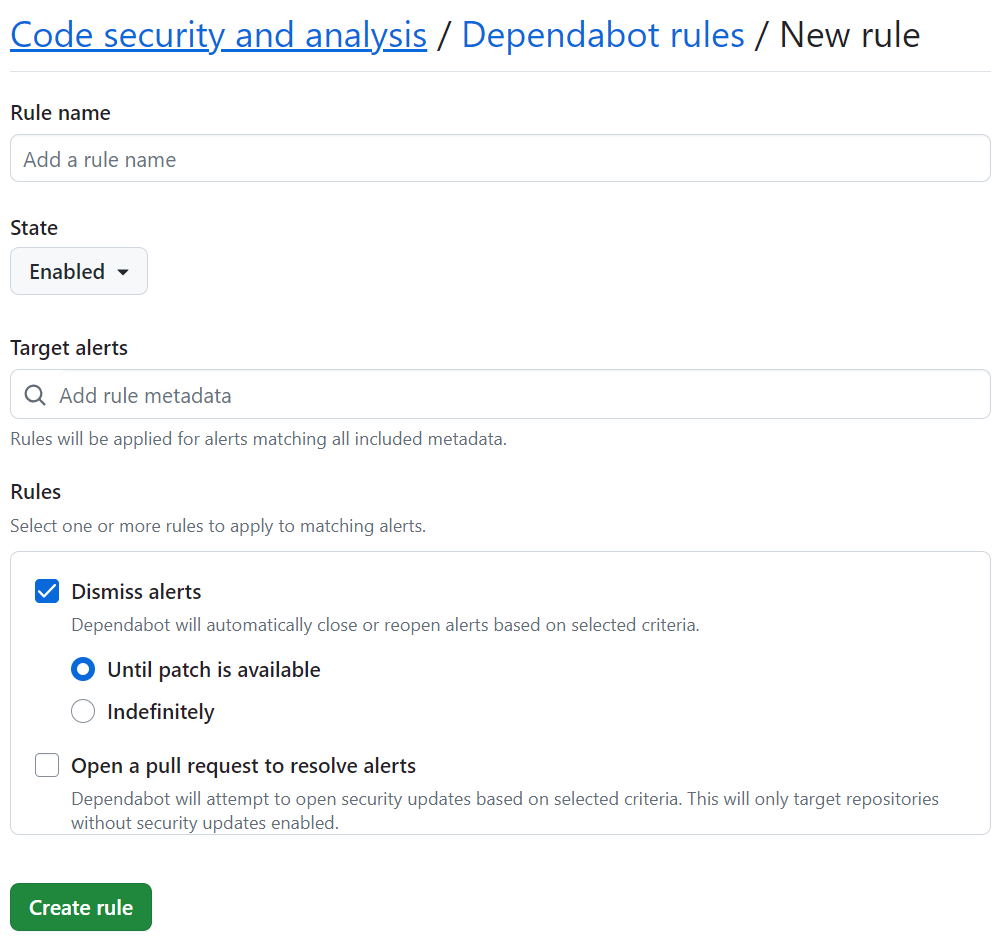 Code security and analysis / Dependabot rules / New rule
Rule name
Add a rule name
State
Enabled
Target alerts
Add rule metadata
Rules will be applied for alerts matching all included metadata.
Rules
Select one or more rules to apply to matching alerts.
Dismiss alerts
Dependabot will automatically close or reopen alerts based on selected criteria.
Until patch is available
Indefinitely
Open a pull request to resolve alerts
Dependabot will attempt to open security updates based on selected criteria. This will only target repositories
without security updates enabled.
Create rule